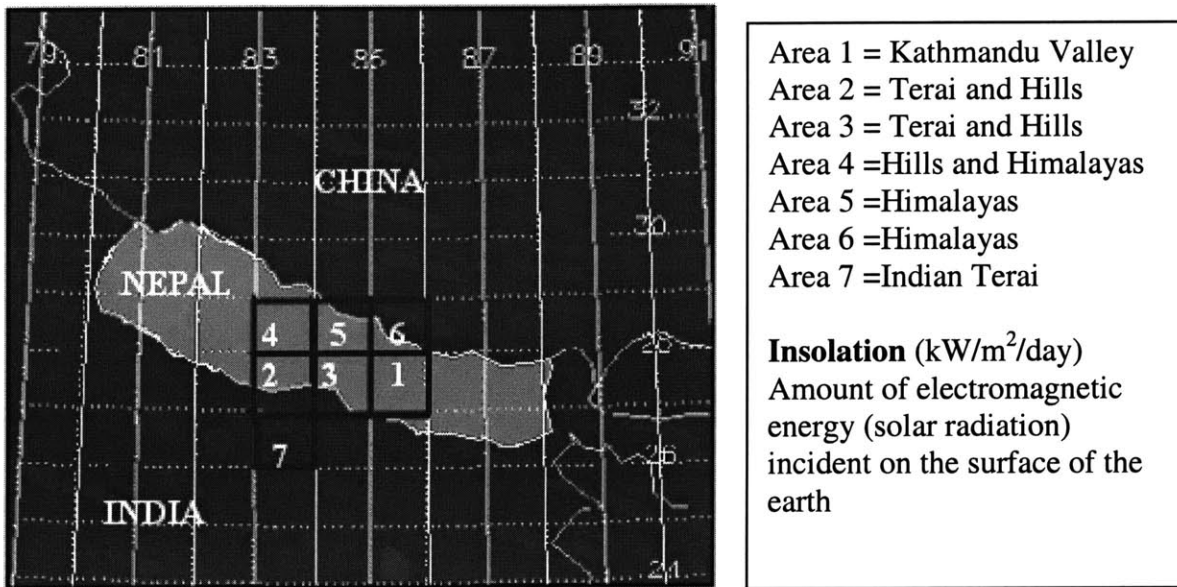 79 81 83 85 87 89 91
32
CHINA
30
NEPAL
4 5 6
28
2 3 1
7
26
INDIA
24
Area 1 = Kathmandu Valley
Area 2 = Terai and Hills
Area 3 = Terai and Hills
Area 4 =Hills and Himalayas
Area 5 =Himalayas
Area 6 =Himalayas
Area 7 =Indian Terai
Insolation (kW/m²/day)
Amount of electromagnetic
energy (solar radiation)
incident on the surface of the
earth